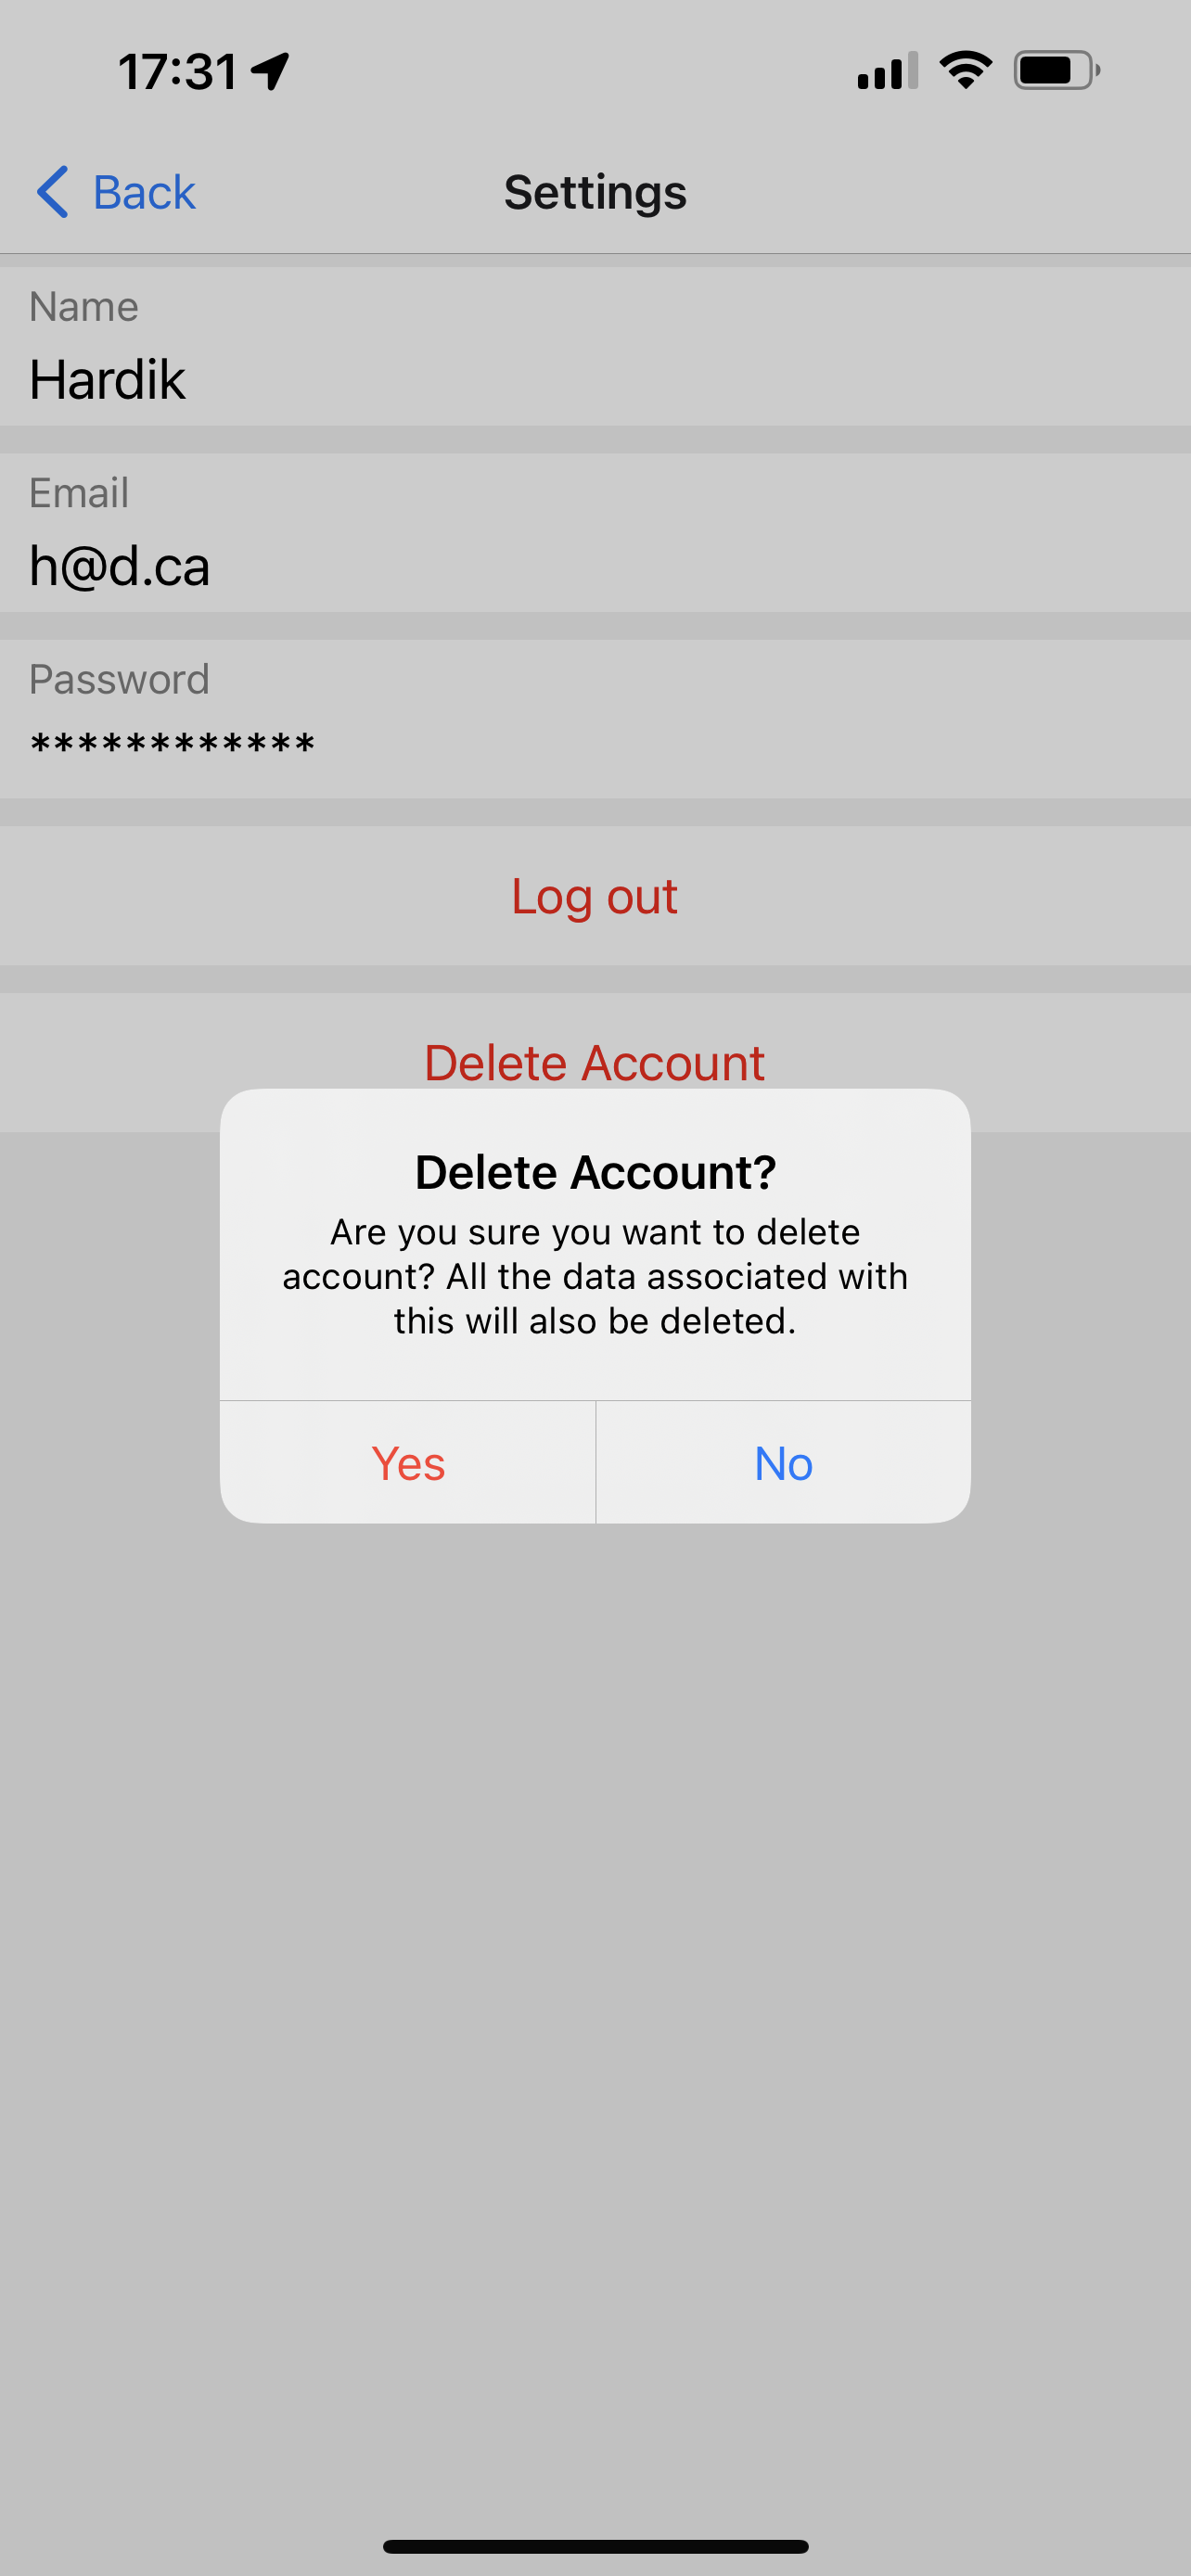 17:31
Back
Settings
Name
Hardik
Email
h@d.ca
Password
************
Log out
Delete Account
Delete Account?
Are you sure you want to delete
account? All the data associated with
this will also be deleted.
Yes
No